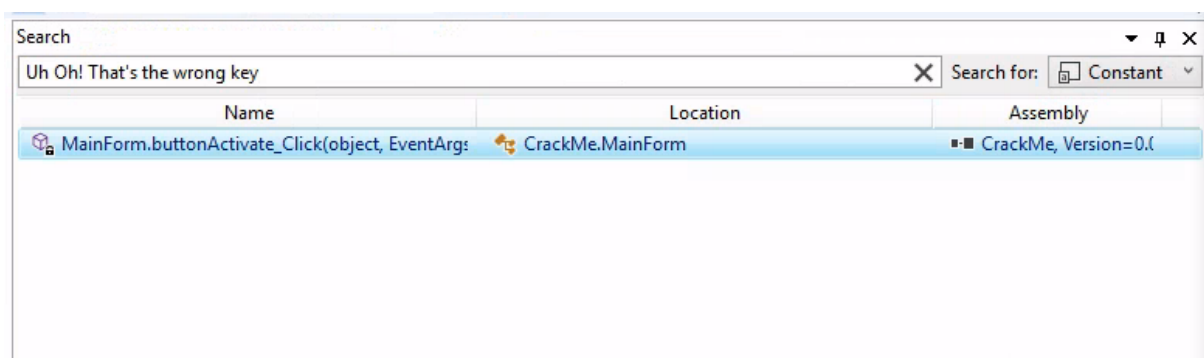 Search
Uh Oh! That's the wrong key Search for: Constant
Name Location Assembly
MainForm.buttonActivate_Click(object, EventArgs CrackMe.MainForm CrackMe, Version=0.(